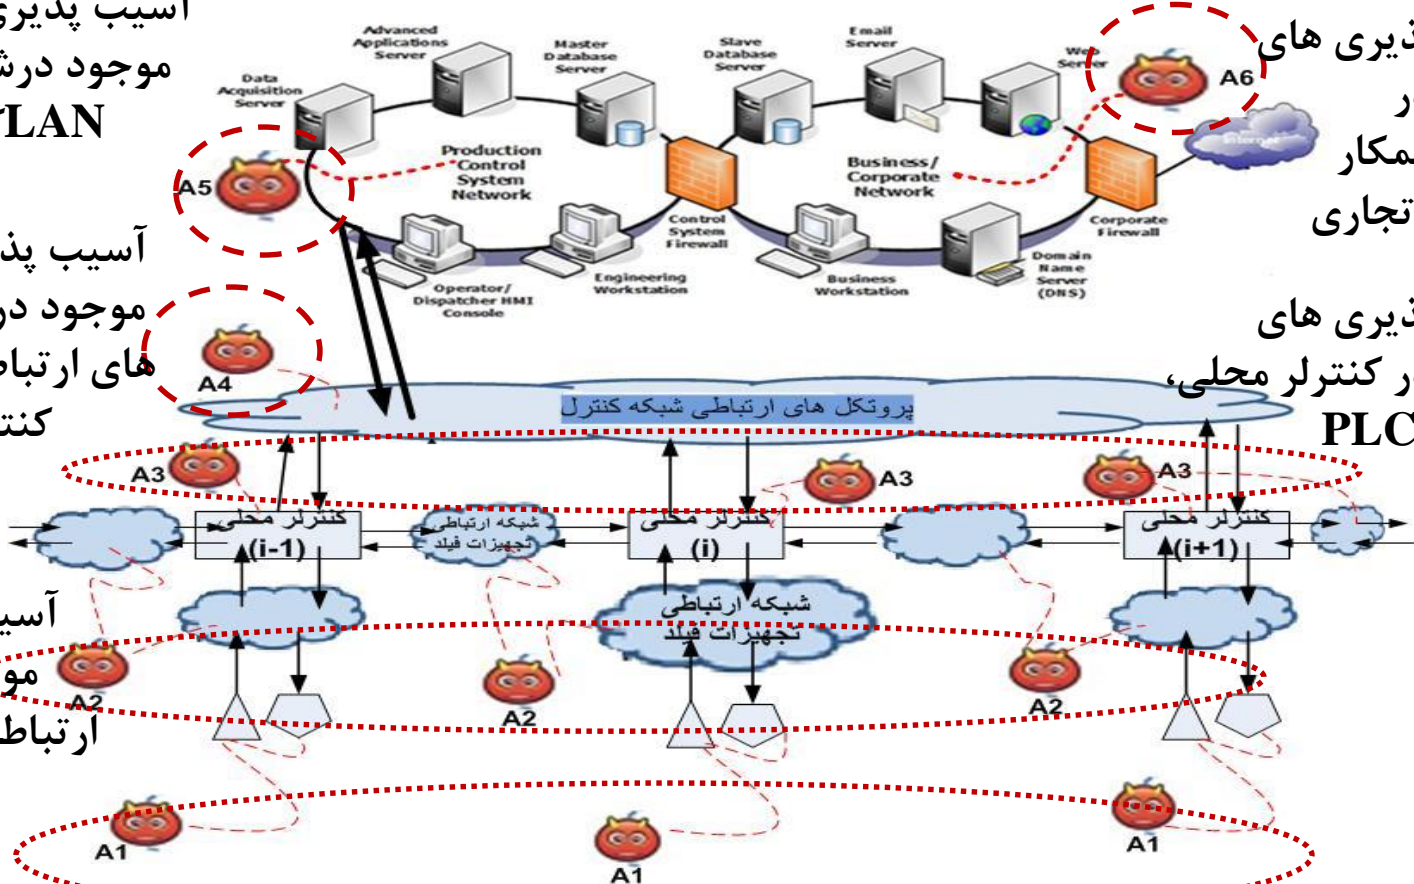 آسیب پذیری
موجود درش
LAN
Advanced
Applications
Server
Master
Database
Server
Slave
Database
Server
Email
Server
Web
Server
A6
ذیری های
ر
مکار
تجاری
Data
Acquisition
Server
Internet
A5
Production
Control
System
Network
Business/
Corporate
Network
Control
System
Firewall
Corporate
Firewall
Operator/
Dispatcher HMI
Console
Engineering
Workstation
Business
Workstation
Domain
Name
Server
(DNS)
آسیب پذ
موجود در
های ارتباط
کنتر
A4
ذیری های
ر کنترلر محلی،
PLC
پروتکل های ارتباطی شبکه کنترل
A3
A3
A3
کنترلر محلی
(i-1)
شبکه ارتباطی
تجهیزات فیلد
کنترلر محلی
(i)
کنترلر محلی
(i+1)
شبکه ارتباطی
تجهیزات فیلد
آسیب
مو
ارتباط
A2
A2
A2
A1
A1
A1